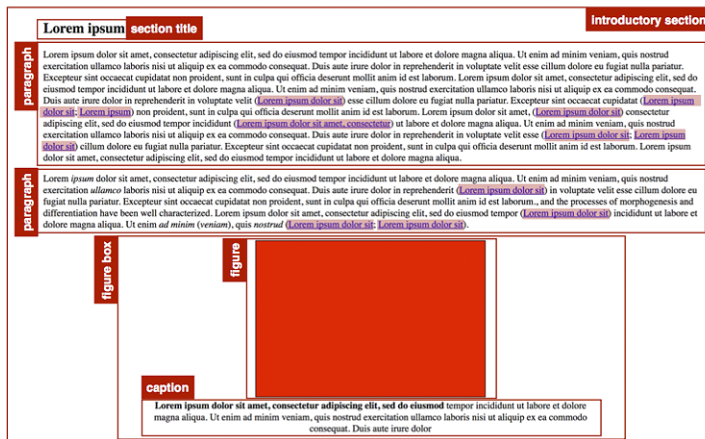 introductory section
Lorem ipsum section title
paragraph
Lorem ipsum dolor sit amet, consectetur adipiscing elit, sed do eiusmod tempor incididunt ut labore et dolore magna aliqua. Ut enim ad minim veniam, quis nostrud
exercitation ullamco laboris nisi ut aliquip ex ea commodo consequat. Duis aute irure dolor in reprehenderit in voluptate velit esse cillum dolore eu fugiat nulla pariatur.
Excepteur sint occaecat cupidatat non proident, sunt in culpa qui officia deserunt mollit anim id est laborum. Lorem ipsum dolor sit amet, consectetur adipiscing elit, sed do
eiusmod tempor incididunt ut labore et dolore magna aliqua. Ut enim ad minim veniam, quis nostrud exercitation ullamco laboris nisi ut aliquip ex ea commodo consequat.
Duis aute irure dolor in reprehenderit in voluptate velit (Lorem ipsum dolor sit) esse cillum dolore eu fugiat nulla pariatur. Excepteur sint occaecat cupidatat (Lorem ipsum
dolor sit; Lorem ipsum) non proident, sunt in culpa qui officia deserunt mollit anim id est laborum. Lorem ipsum dolor sit amet, (Lorem ipsum dolor sit) consectetur
adipiscing elit, sed do eiusmod tempor incididunt (Lorem ipsum dolor sit amet, consectetur) ut labore et dolore magna aliqua. Ut enim ad minim veniam, quis nostrud
exercitation ullamco laboris nisi ut aliquip ex ea commodo consequat. Duis aute irure dolor in reprehenderit in voluptate velit esse (Lorem ipsum dolor sit; Lorem ipsum
dolor sit) cillum dolore eu fugiat nulla pariatur. Excepteur sint occaecat cupidatat non proident, sunt in culpa qui officia deserunt mollit anim id est laborum. Lorem ipsum
dolor sit amet, consectetur adipiscing elit, sed do eiusmod tempor incididunt ut labore et dolore magna aliqua.
paragraph
Lorem ipsum dolor sit amet, consectetur adipiscing elit, sed do eiusmod tempor incididunt ut labore et dolore magna aliqua. Ut enim ad minim veniam, quis nostrud
exercitation ullamco laboris nisi ut aliquip ex ea commodo consequat. Duis aute irure dolor in reprehenderit (Lorem ipsum dolor sit) in voluptate velit esse cillum dolore eu
fugiat nulla pariatur. Excepteur sint occaecat cupidatat non proident, sunt in culpa qui officia deserunt mollit anim id est laborum., and the processes of morphogenesis and
differentiation have been well characterized. Lorem ipsum dolor sit amet, consectetur adipiscing elit, sed do eiusmod tempor (Lorem ipsum dolor sit) incididunt ut labore et
dolore magna aliqua. Ut enim ad minim (veniam), quis nostrud (Lorem ipsum dolor sit; Lorem ipsum dolor sit).
figure box
figure
caption
Lorem ipsum dolor sit amet, consectetur adipiscing elit, sed do eiusmod tempor incididunt ut labore et dolore
magna aliqua. Ut enim ad minim veniam, quis nostrud exercitation ullamco laboris nisi ut aliquip ex ea commodo
consequat. Duis aute irure dolor